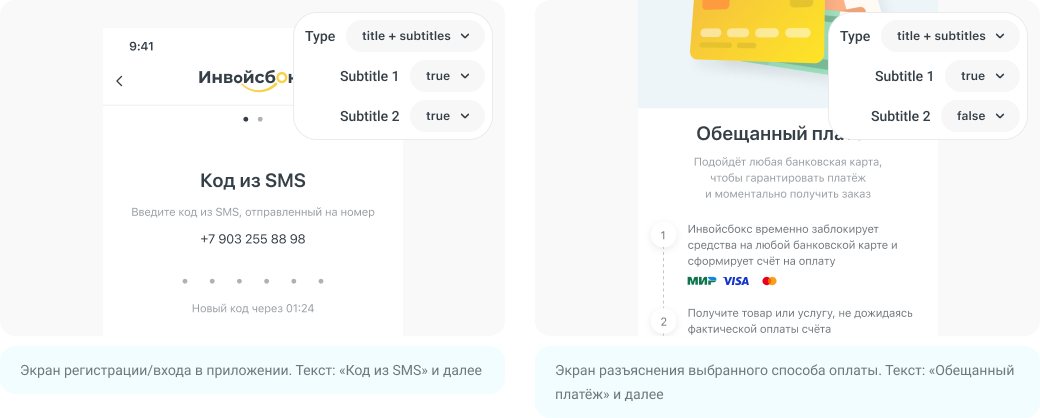 9:41
Инвойсбо
Type
title + subtitles
Subtitle 1
true
Subtitle 2
true
Код из SMS
Введите код из SMS, отправленный на номер
+7 903 255 88 98
Новый код через 01:24
Экран регистрации/входа в приложении. Текст: «Код из SMS» и далее
Type
title + subtitles
Subtitle 1
true
Subtitle 2
false
Обещанный пла
Подойдёт любая банковская карта,
чтобы гарантировать платёж
и моментально получить заказ
1
Инвойсбокс временно заблокирует
средства на любой банковской карте и
сформирует счёт на оплату
МИР VISA
2
Получите товар или услугу, не дожидаясь
фактической оплаты счёта
Экран разъяснения выбранного способа оплаты. Текст: «Обещанный
платёж» и далее